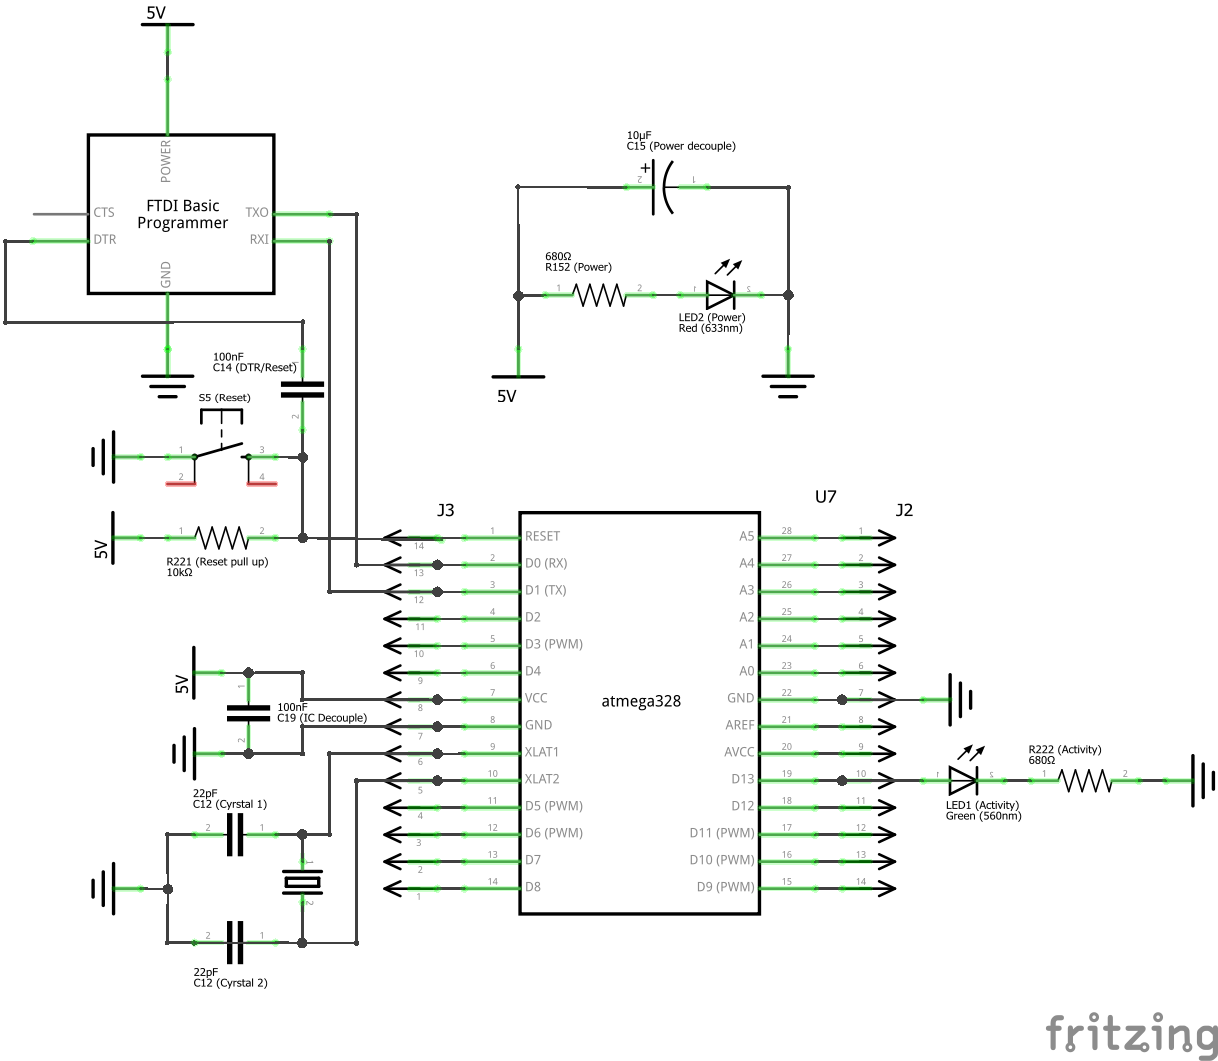 5V
POWER
FTDI Basic
Programmer
CTS
DTR
TXO
RXI
GND
10µF
C15 (Power decouple)
+
2
1
680Ω
R152 (Power)
1
2
1
2
LED2 (Power)
Red (633nm)
5V
100nF
C14 (DTR/Reset)
1
2
S5 (Reset)
1
3
2
4
5V
1
2
R221 (Reset pull up)
10kΩ
J3
U7
J2
14
1
RESET
A5
28
1
13
2
D0 (RX)
A4
27
2
12
3
D1 (TX)
A3
26
3
11
4
D2
A2
25
4
10
5
D3 (PWM)
A1
24
5
9
6
D4
A0
23
6
8
7
VCC
GND
22
7
7
8
GND
AREF
21
8
6
9
XLAT1
AVCC
20
9
5
10
XLAT2
D13
19
10
4
11
D5 (PWM)
D12
18
11
3
12
D6 (PWM)
D11 (PWM)
17
12
2
13
D7
D10 (PWM)
16
13
1
14
D8
D9 (PWM)
15
14
atmega328
5V
1
100nF
C19 (IC Decouple)
2
22pF
C12 (Cyrstal 1)
2
1
1
2
2
1
22pF
C12 (Cyrstal 2)
1
2
LED1 (Activity)
Green (560nm)
R222 (Activity)
680Ω
1
2
fritzing